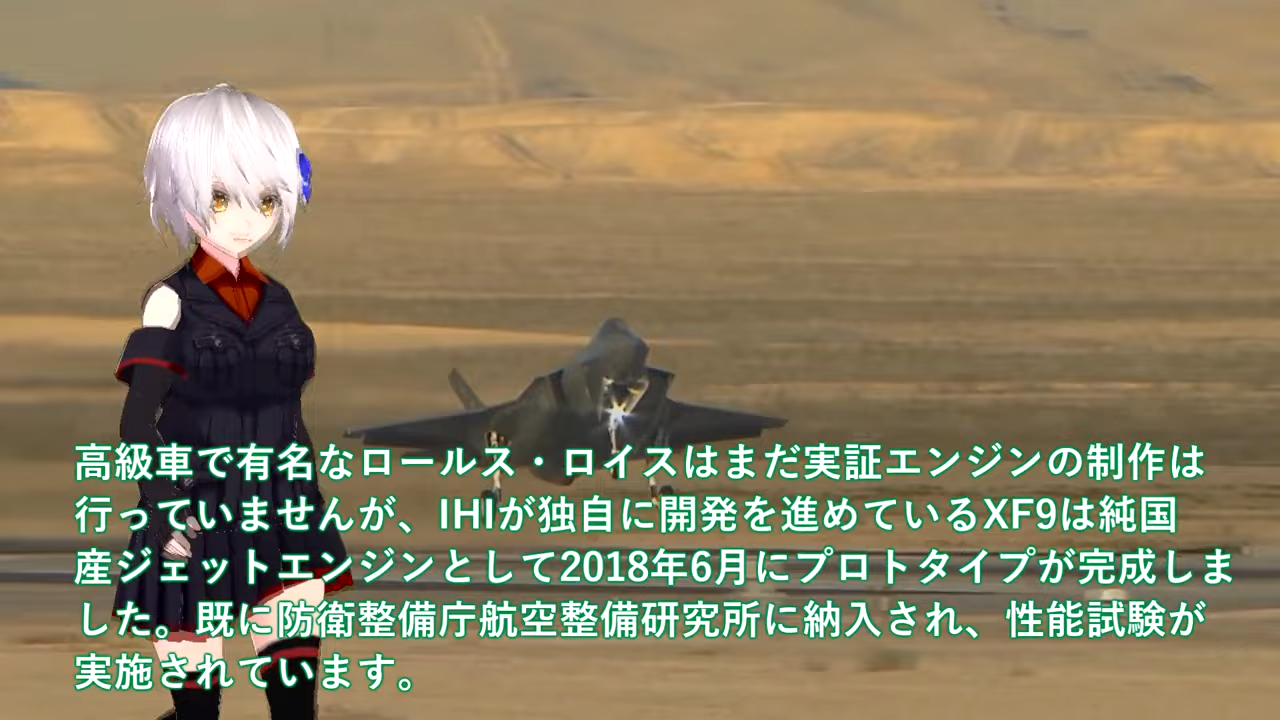 高級車で有名なロールス・ロイスはまだ実証エンジンの制作は
行っていませんが、IHIが独自に開発を進めているXF9は純国
産ジェットエンジンとして2018年6月にプロトタイプが完成しま
した。既に防衛整備庁航空整備研究所に納入され、性能試験が
実施されています。